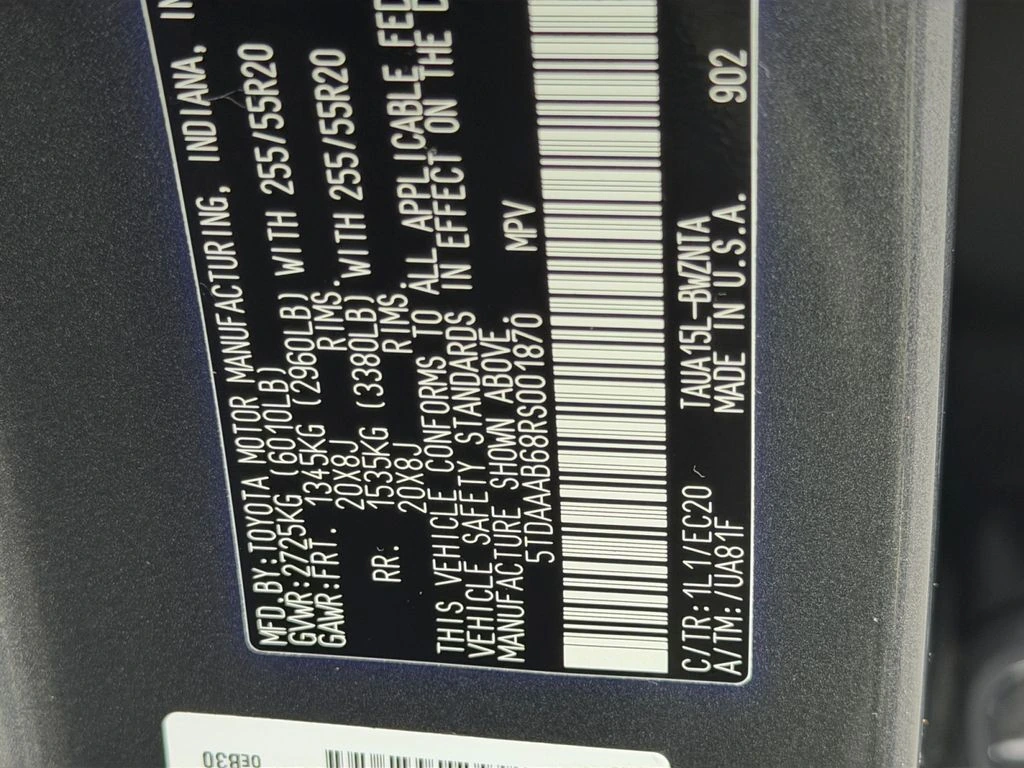 MFD.BY:TOYOTA MOTOR MANUFACTURING, INDIANA, IN
GVWR:2725KG (6010LB)
GAWR:FRT. 1345KG (2960LB) WITH 255/55R20
20X8J RIMS.
RR. 1535KG (3380LB) WITH 255/55R20
20X8J RIMS.
THIS VEHICLE CONFORMS TO ALL APPLICABLE FED
VEHICLE SAFETY STANDARDS IN EFFECT ON THE D
MANUFACTURE SHOWN ABOVE.
5TDAAAB68RS001870 MPV
C/TR:1L1/EC20 TAUA15L-BWZNTA 902
A/TM:/UA81F MADE IN U.S.A.
0EB30